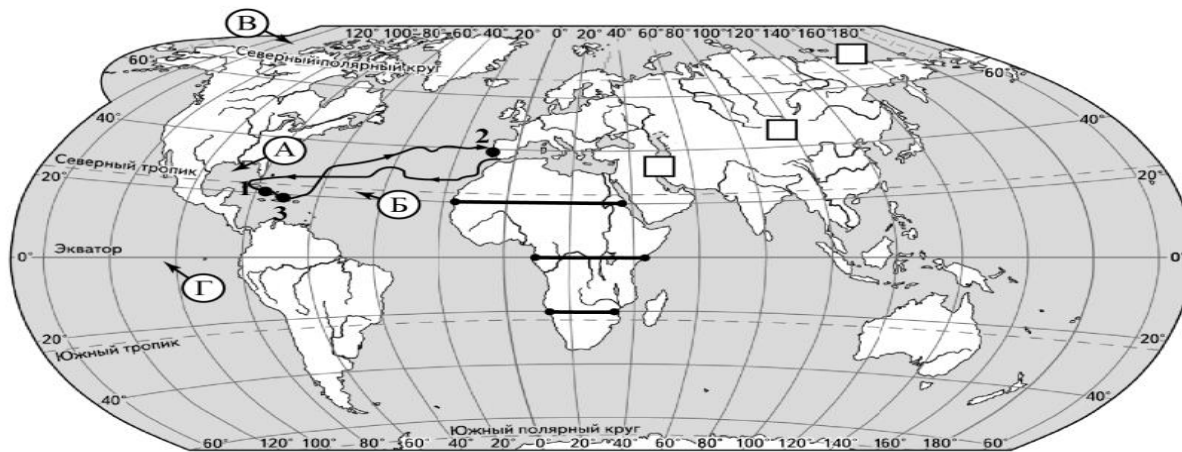 В
120° 100° 80° 60° 40° 20° 0° 20° 40° 60° 80° 100° 120° 140° 160° 180°
60° Северный полярный круг 60°
40° 2 40°
А
Северный тропик
20° 1 Б 20°
3
Экватор
0° 0°
Г
20° 20°
Южный тропик
40° 40°
Южный полярный круг
60° 120° 100° 80° 60° 40° 20° 0° 20° 40° 60° 80° 100° 120° 140° 160° 180° 60°